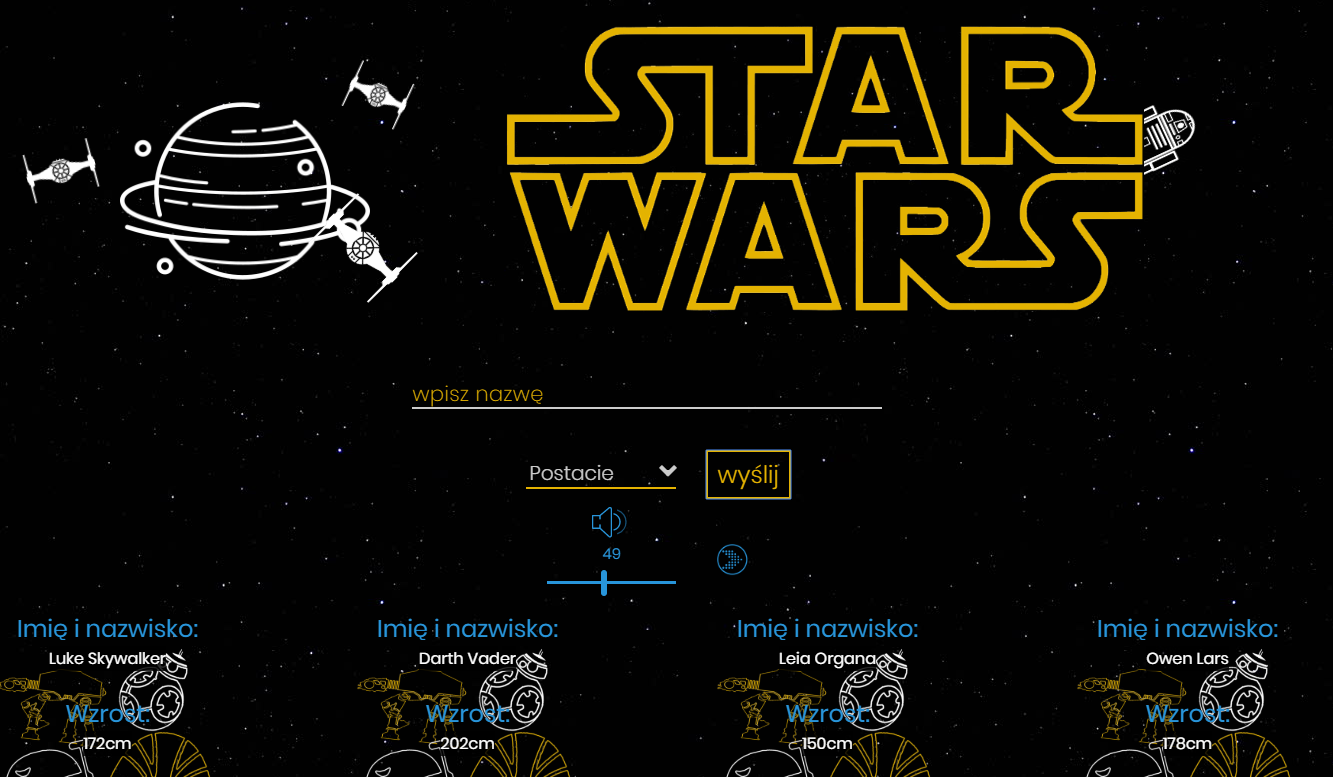 STAR
WARS
wpisz nazwę
Postacie
wyślij
49
Imię i nazwisko: Imię i nazwisko: Imię i nazwisko: Imię i nazwisko:
Luke Skywalker Darth Vader Leia Organa Owen Lars
Wzrost: Wzrost: Wzrost: Wzrost:
172cm 202cm 150cm 178cm